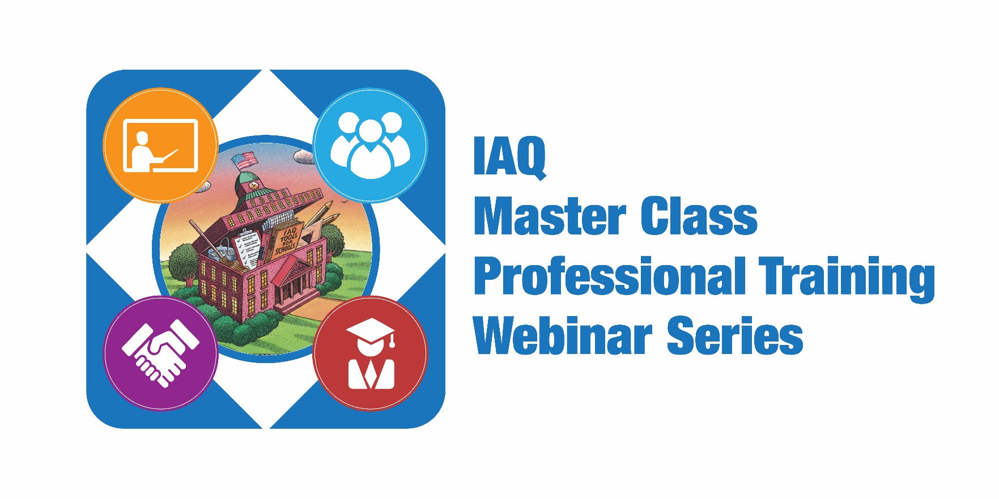 IAQ
TOOLS
FOR
SCHOOLS
IAQ
Master Class
Professional Training
Webinar Series